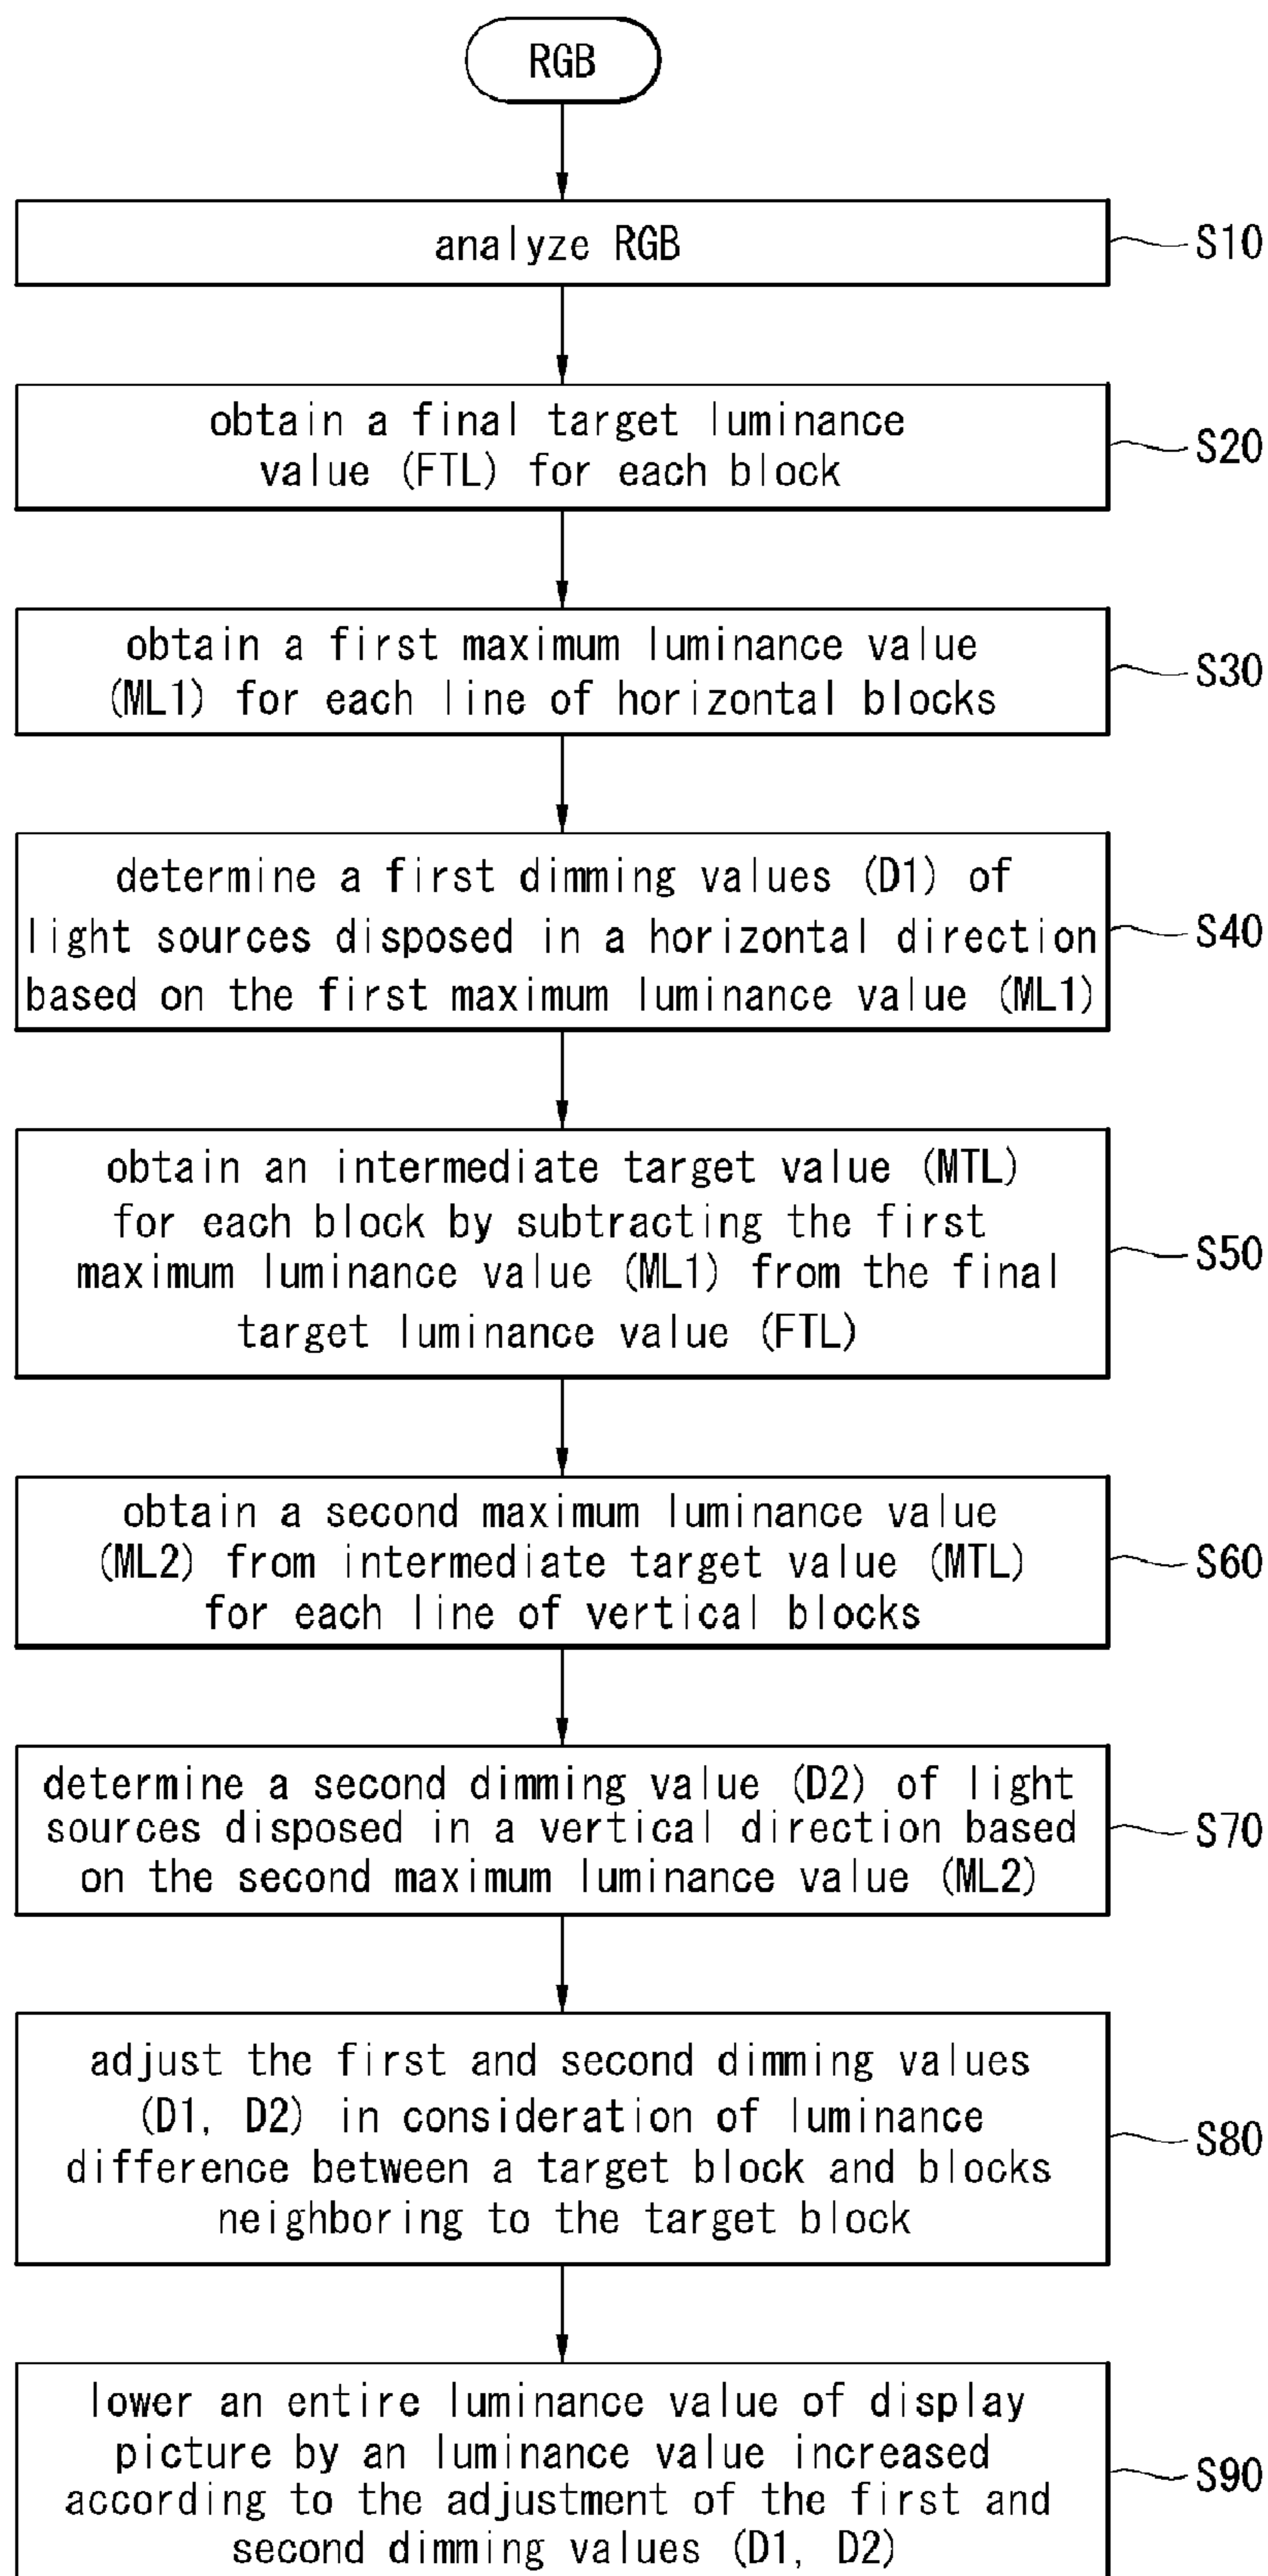 RGB
analyze RGB
S10
obtain a final target luminance
value (FTL) for each block
S20
obtain a first maximum luminance value
(ML1) for each line of horizontal blocks
S30
determine a first dimming values (D1) of
light sources disposed in a horizontal direction
based on the first maximum luminance value (ML1)
S40
obtain an intermediate target value (MTL)
for each block by subtracting the first
maximum luminance value (ML1) from the final
target luminance value (FTL)
S50
obtain a second maximum luminance value
(ML2) from intermediate target value (MTL)
for each line of vertical blocks
S60
determine a second dimming value (D2) of light
sources disposed in a vertical direction based
on the second maximum luminance value (ML2)
S70
adjust the first and second dimming values
(D1, D2) in consideration of luminance
difference between a target block and blocks
neighboring to the target block
S80
lower an entire luminance value of display
picture by an luminance value increased
according to the adjustment of the first and
second dimming values (D1, D2)
S90